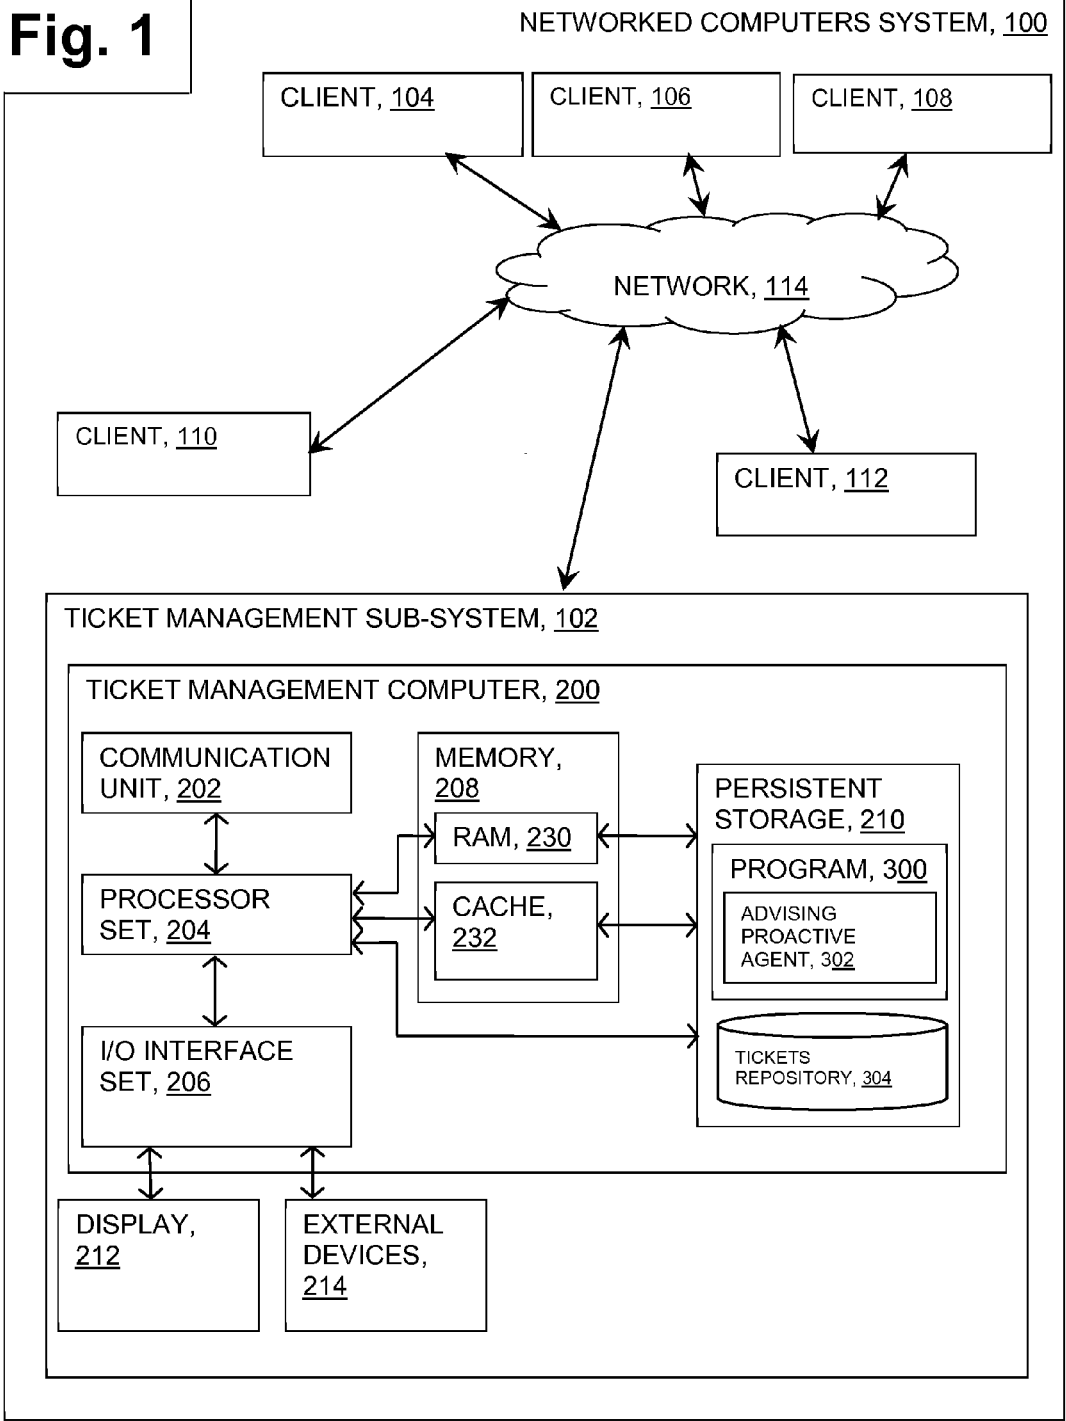 Fig. 1
NETWORKED COMPUTERS SYSTEM, 100
CLIENT, 104
CLIENT, 106
CLIENT, 108
NETWORK, 114
CLIENT, 110
CLIENT, 112
TICKET MANAGEMENT SUB-SYSTEM, 102
TICKET MANAGEMENT COMPUTER, 200
COMMUNICATION
UNIT, 202
MEMORY,
208
PERSISTENT
STORAGE, 210
RAM, 230
PROGRAM, 300
PROCESSOR
SET, 204
CACHE,
232
ADVISING
PROACTIVE
AGENT, 302
I/O INTERFACE
SET, 206
TICKETS
REPOSITORY, 304
DISPLAY,
212
EXTERNAL
DEVICES,
214